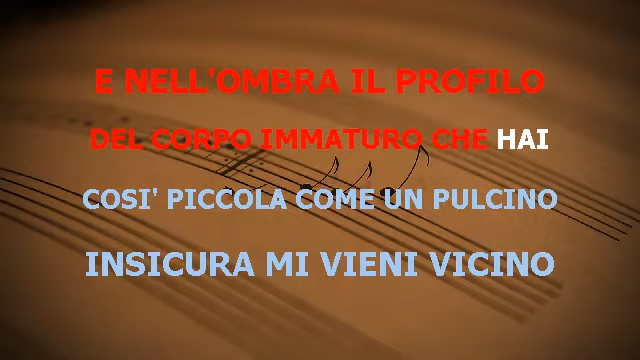 E NELL'OMBRA IL PROFILO
DEL CORPO IMMATURO CHE HAI
COSI' PICCOLA COME UN PULCINO
INSICURA MI VIENI VICINO